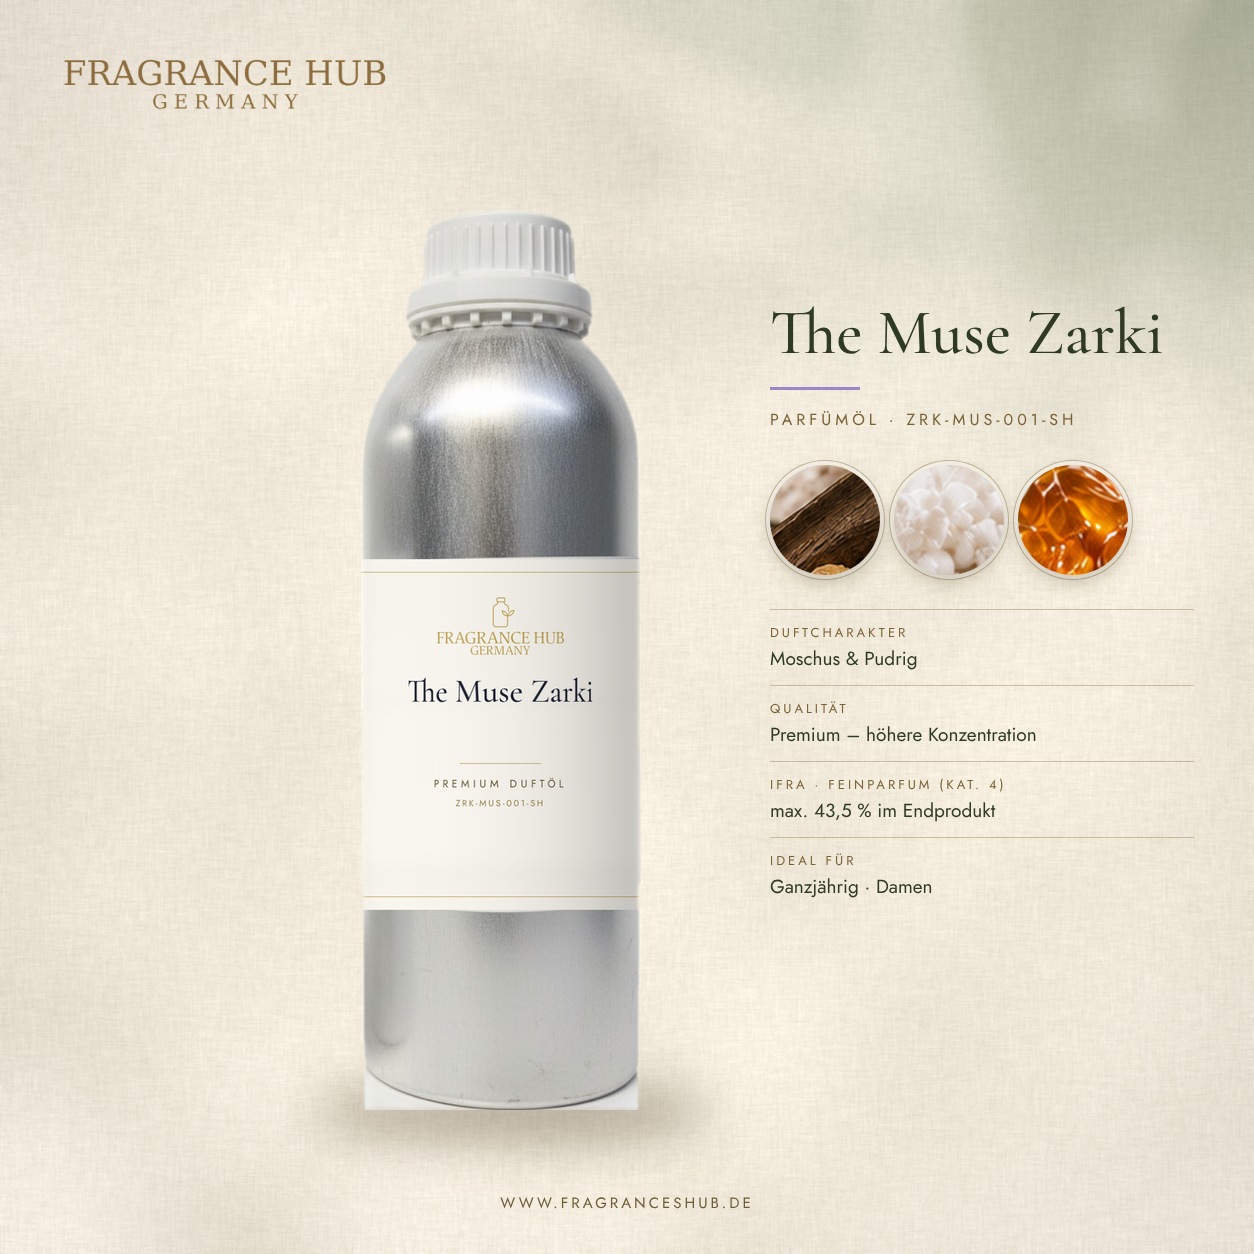 FRAGRANCE HUB
GERMANY
The Muse Zarki
PARFÜMÖL · ZRK-MUS-001-SH
DUFTCHARAKTER
Moschus & Pudrig
QUALITÄT
Premium – höhere Konzentration
IFRA · FEINPARFUM (KAT. 4)
max. 43,5 % im Endprodukt
IDEAL FÜR
Ganzjährig · Damen
FRAGRANCE HUB
GERMANY
The Muse Zarki
PREMIUM DUFTÖL
ZRK-MUS-001-SH
WWW.FRAGRANCESHUB.DE